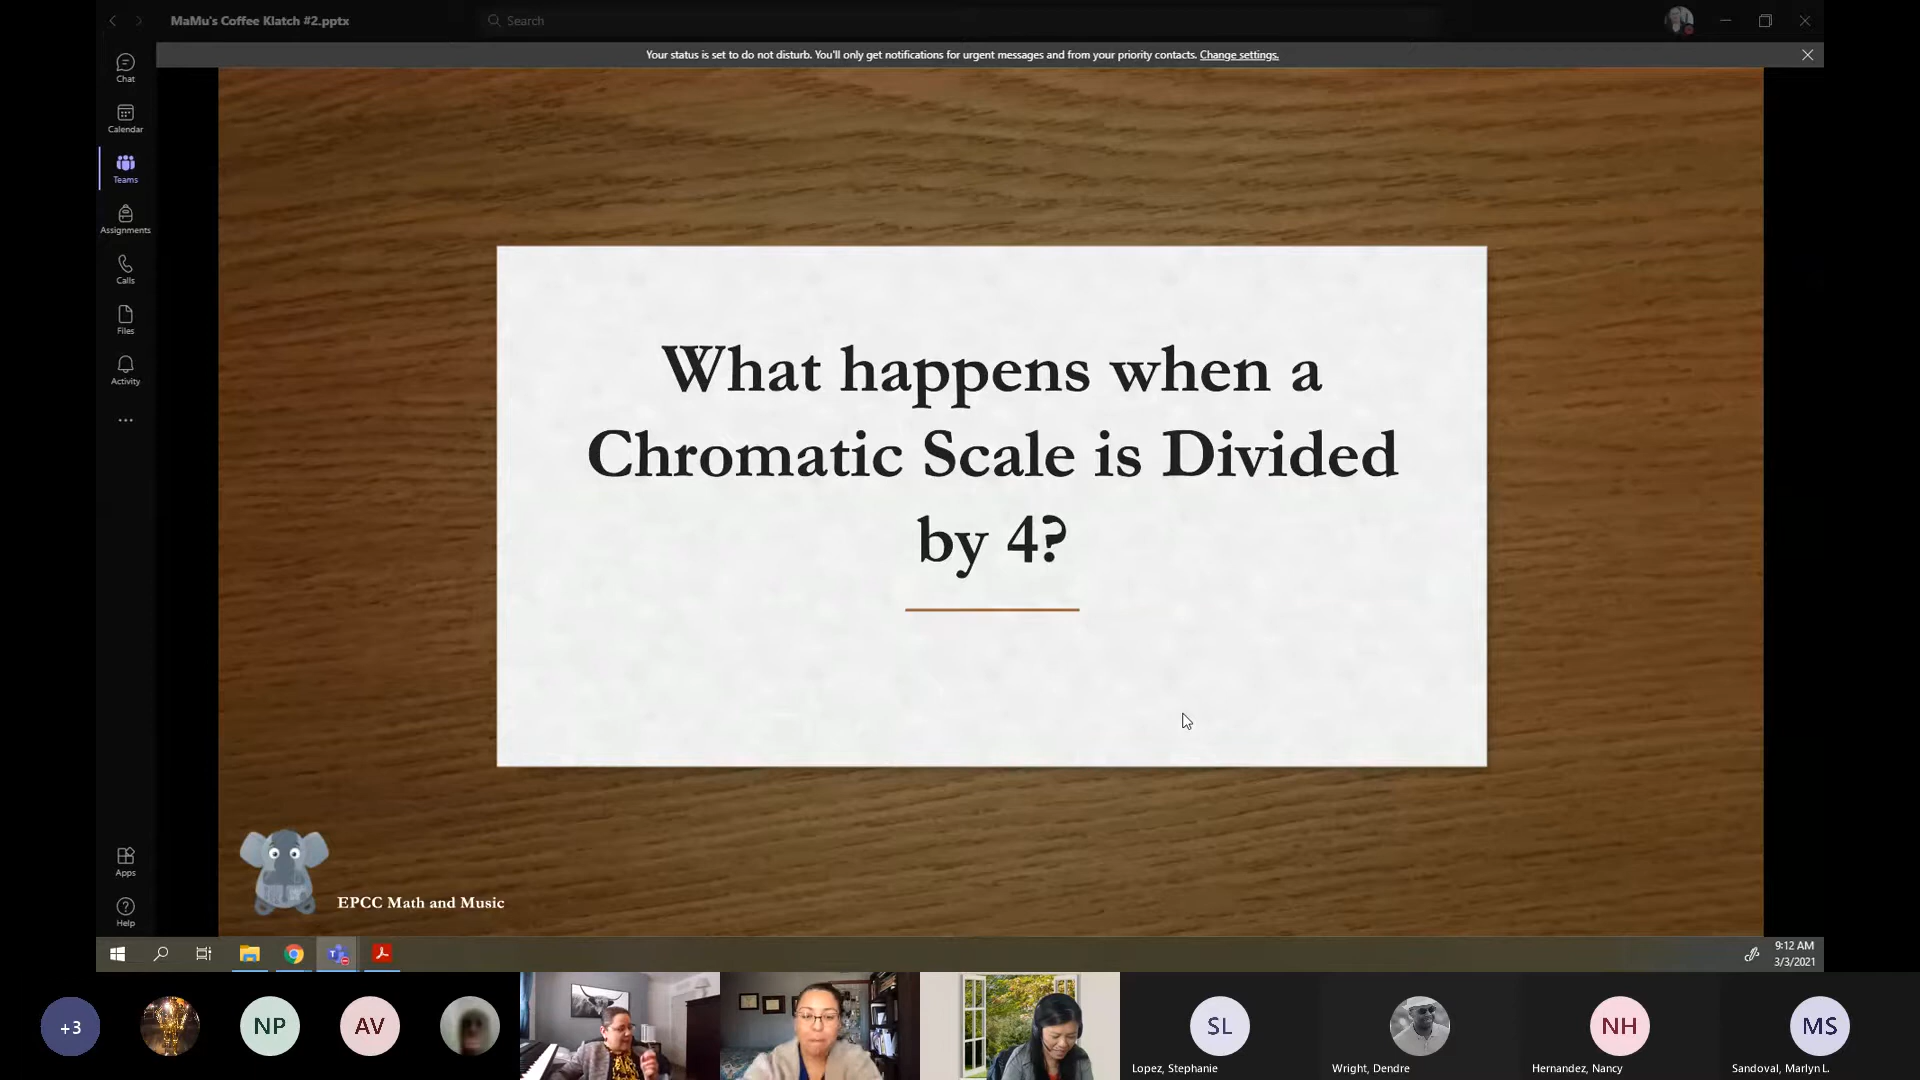 MaMu's Coffee Klatch #2.pptx
Search
Your status is set to do not disturb. You'll only get notifications for urgent messages and from your priority contacts. Change settings.
Chat
Calendar
Teams
Assignments
Calls
Files
Activity
Apps
Help
What happens when a
Chromatic Scale is Divided
by 4?
EPCC Math and Music
9:12 AM
3/3/2021
+3
NP
AV
SL
NH
MS
Lopez, Stephanie
Wright, Dendre
Hernandez, Nancy
Sandoval, Marlyn L.